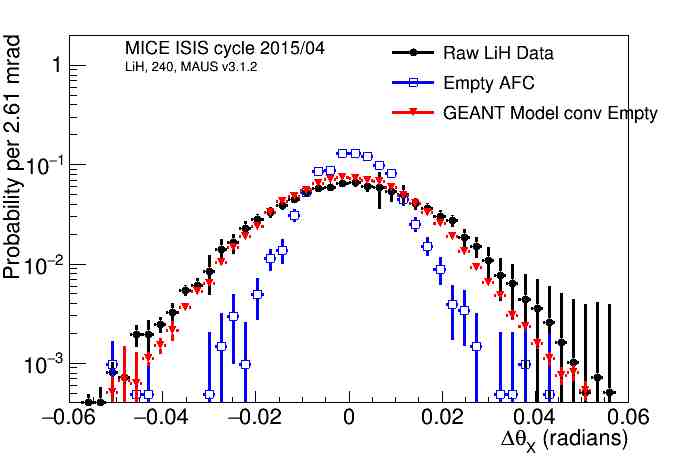 MICE ISIS cycle 2015/04
LiH, 240, MAUS v3.1.2
Raw LiH Data
Empty AFC
GEANT Model conv Empty
Probability per 2.61 mrad
1
10⁻¹
10⁻²
10⁻³
−0.06 −0.04 −0.02 0 0.02 0.04 0.06
Δθ_X (radians)